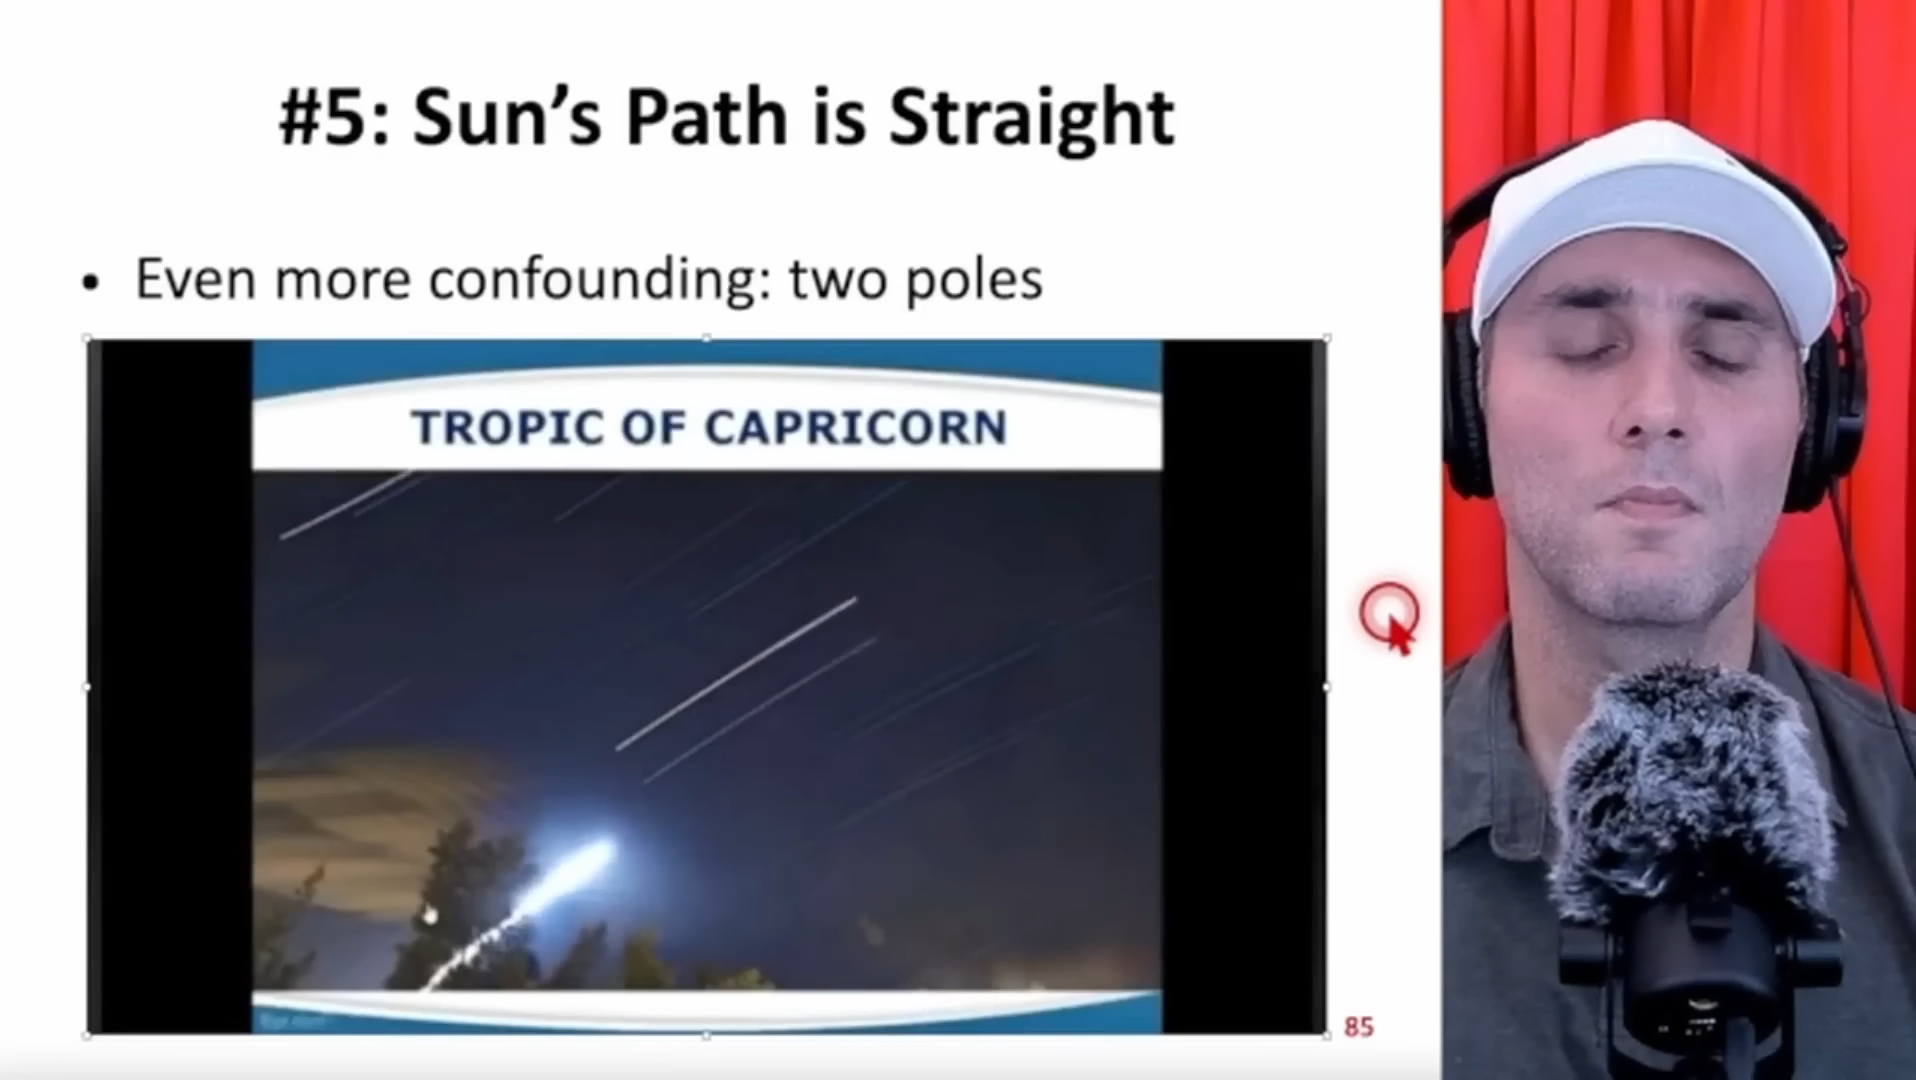 #5: Sun's Path is Straight
• Even more confounding: two poles
TROPIC OF CAPRICORN
85